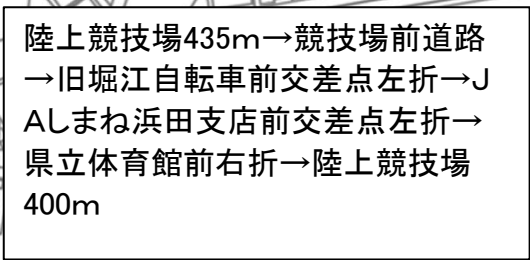 陸上競技場435m→競技場前道路
→旧堀江自転車前交差点左折→J
Aしまね浜田支店前交差点左折→
県立体育館前右折→陸上競技場
400m